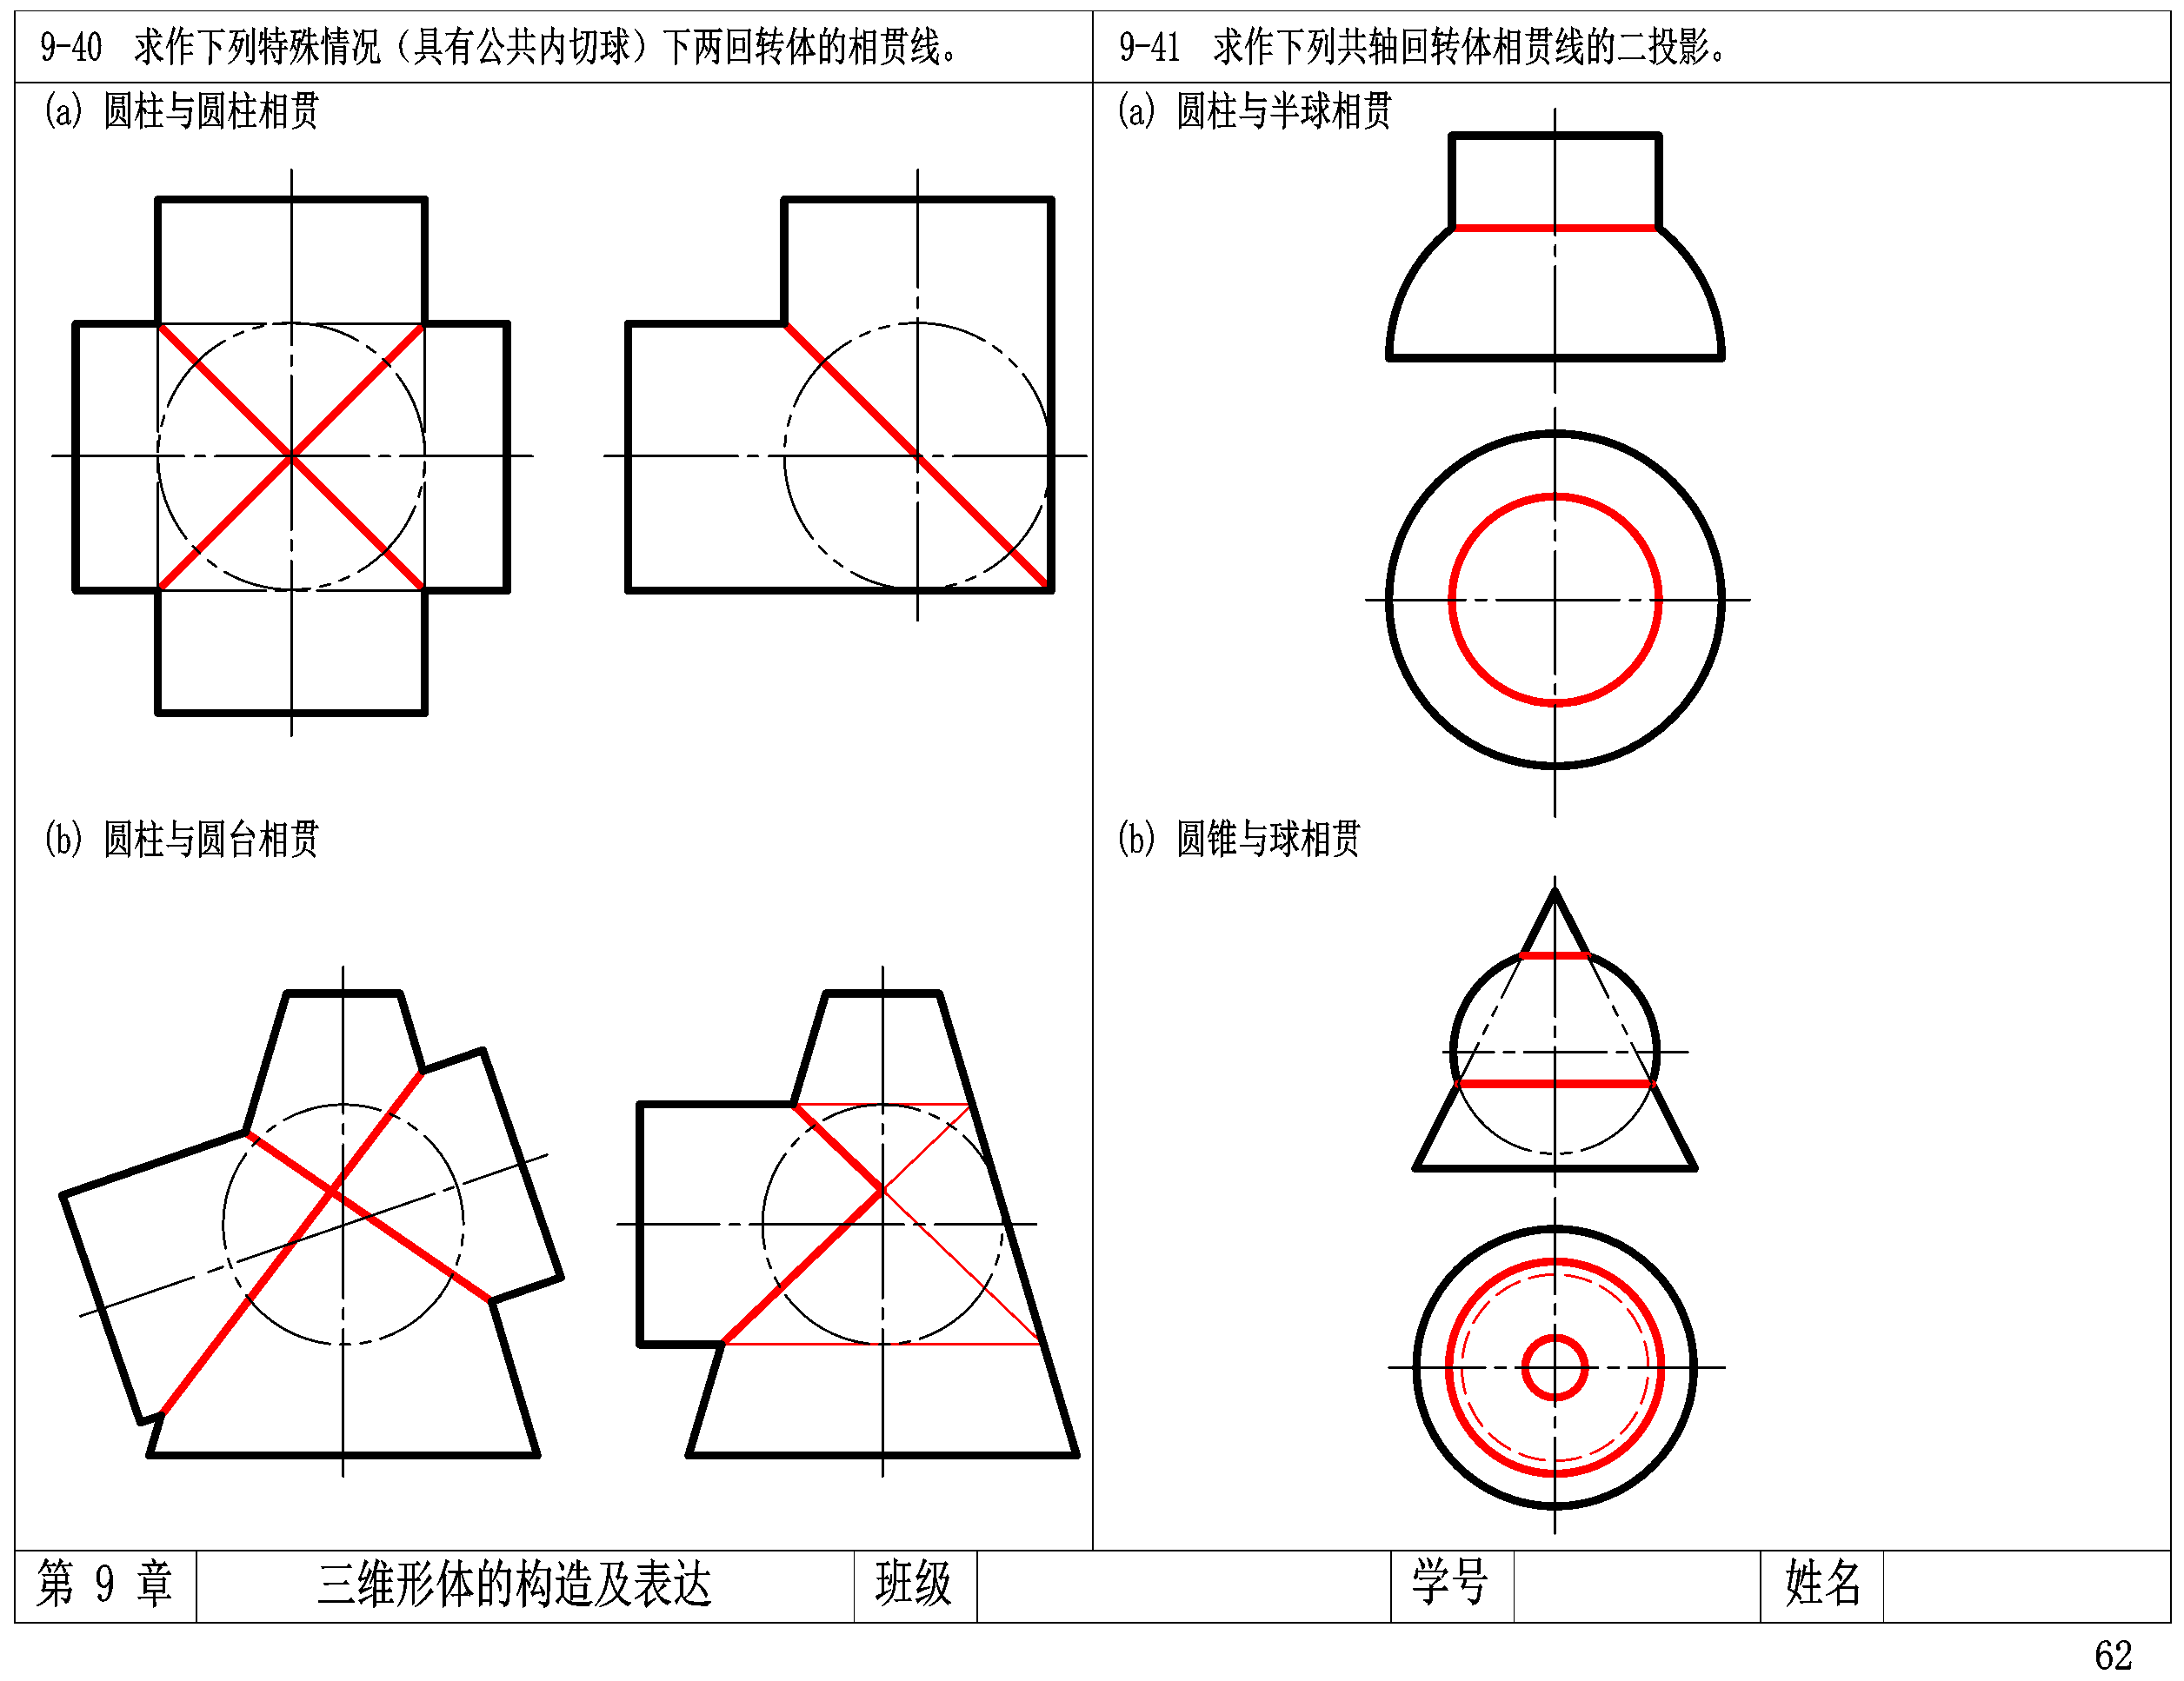 9-40 求作下列特殊情况（具有公共内切球）下两回转体的相贯线。
(a) 圆柱与圆柱相贯
(b) 圆柱与圆台相贯
9-41 求作下列共轴回转体相贯线的二投影。
(a) 圆柱与半球相贯
(b) 圆锥与球相贯
第 9 章 三维形体的构造及表达 班级 学号 姓名
62